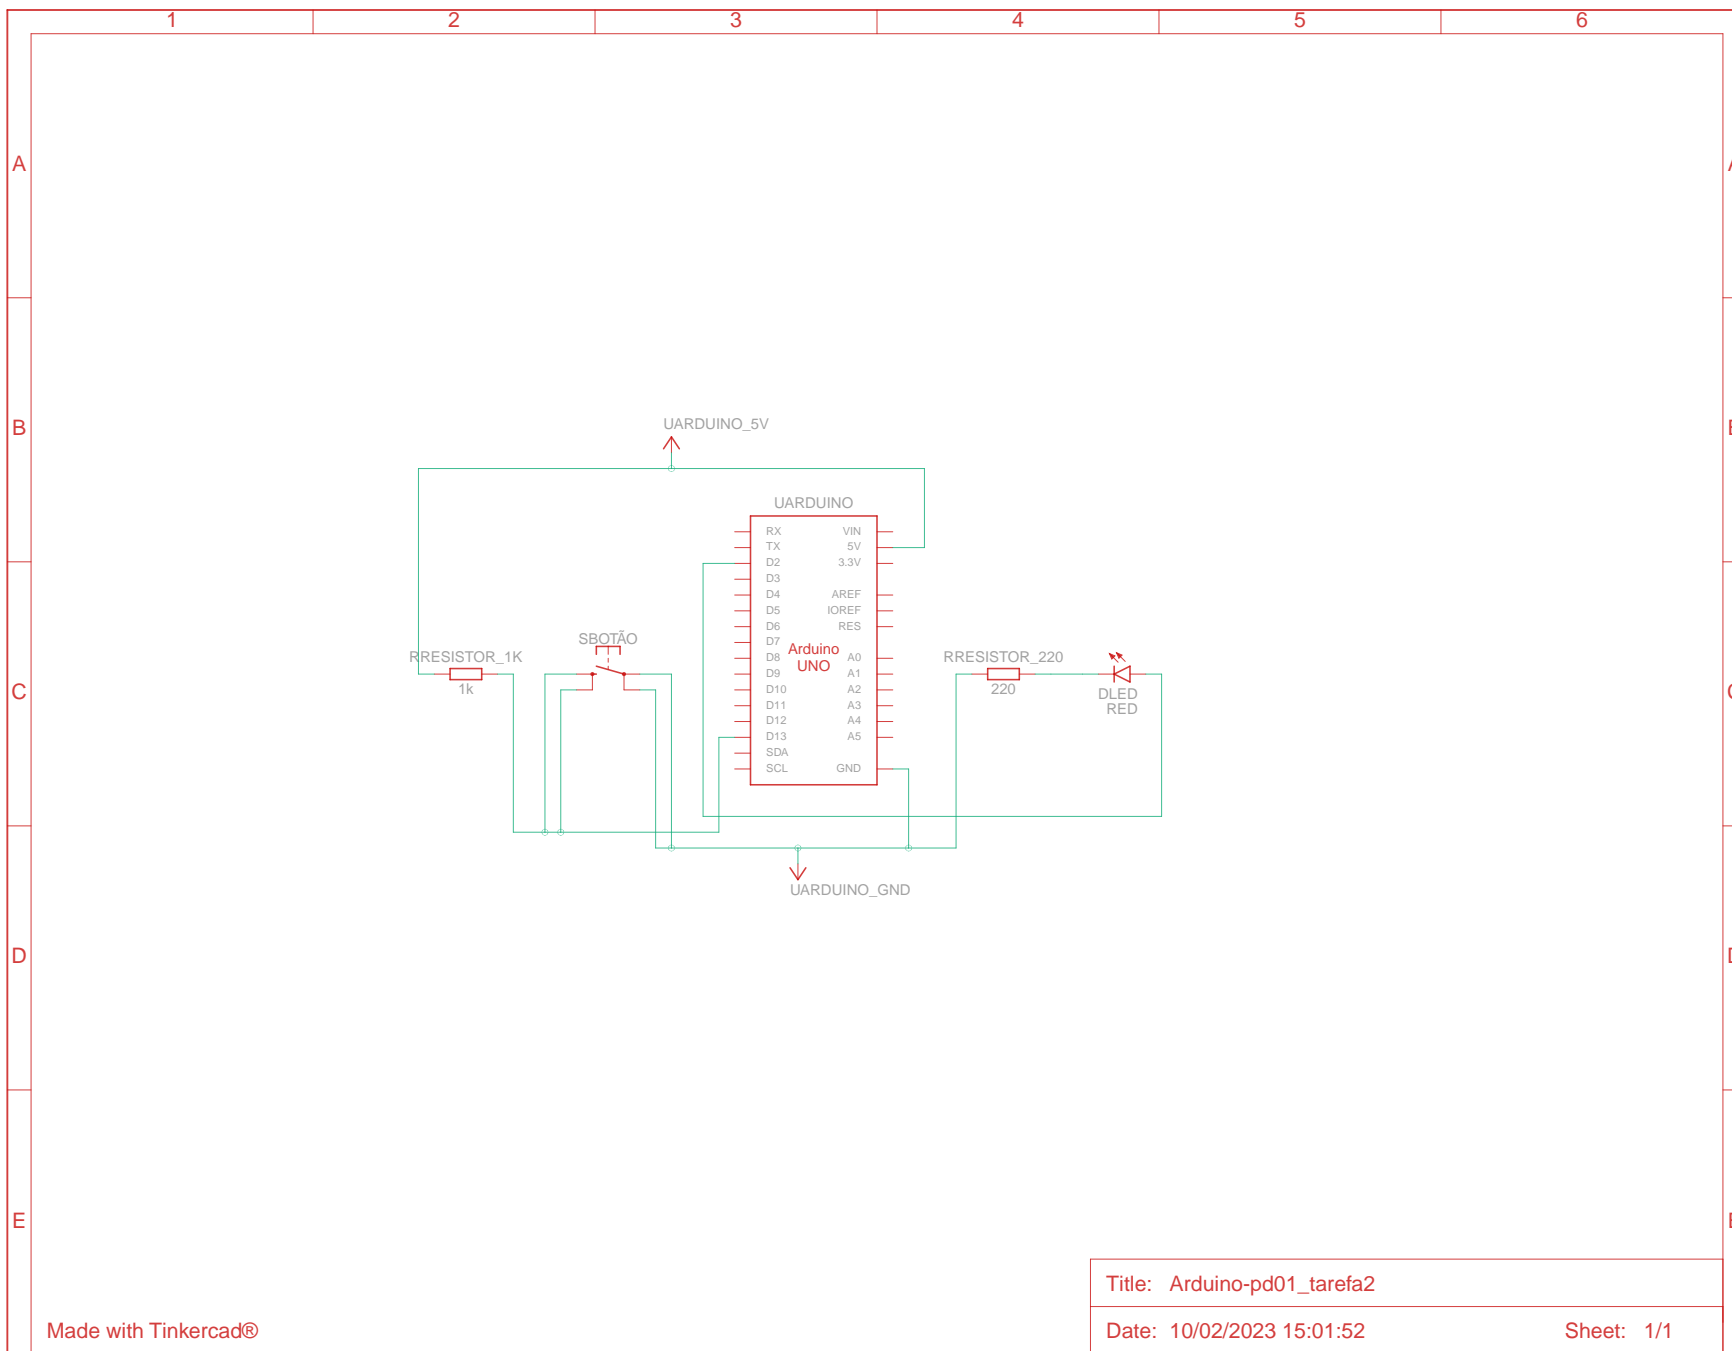 1 2 3 4 5 6
A
B
UARDUINO_5V
UARDUINO
RX VIN
TX 5V
D2 3.3V
D3
D4 AREF
D5 IOREF
D6 RES
D7
D8 A0
D9 A1
D10 A2
D11 A3
D12 A4
D13 A5
SDA
SCL GND
Arduino
UNO
SBOTÃO
RRESISTOR_1K
1k
RRESISTOR_220
220
DLED
RED
C
UARDUINO_GND
D
E
Title: Arduino-pd01_tarefa2
Made with Tinkercad®
Date: 10/02/2023 15:01:52 Sheet: 1/1